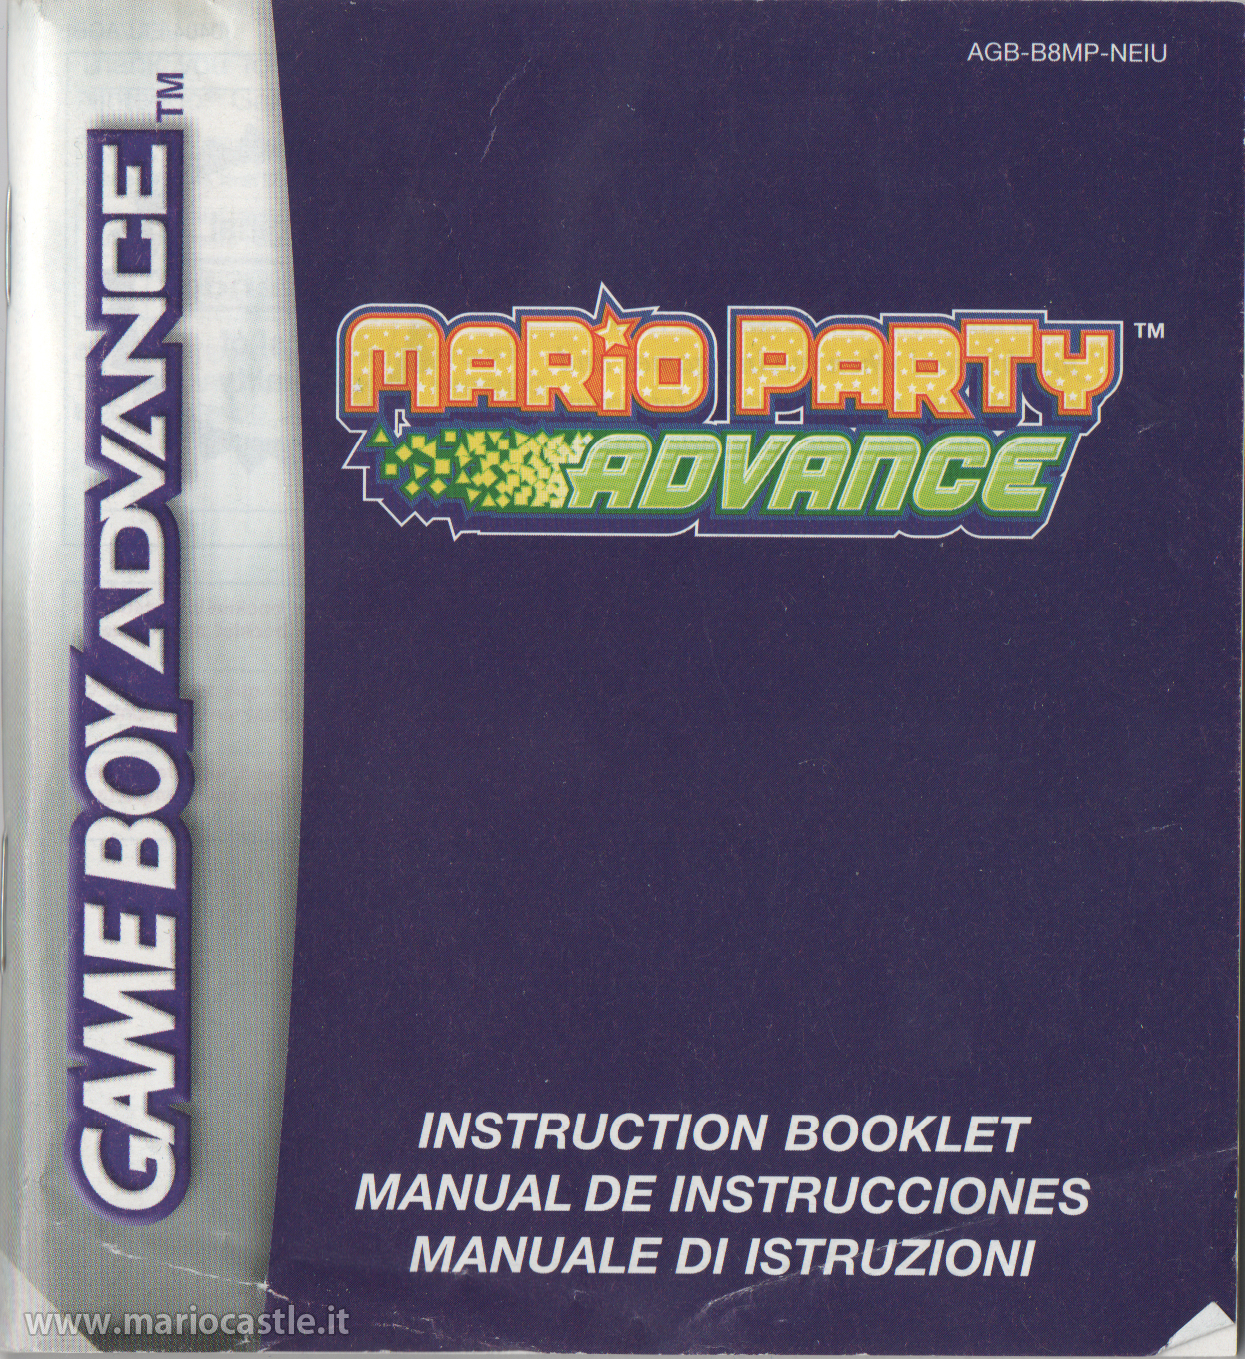 AGB-B8MP-NEIU
GAME BOY ADVANCE™
MARIO PARTY™
ADVANCE
INSTRUCTION BOOKLET
MANUAL DE INSTRUCCIONES
MANUALE DI ISTRUZIONI
www.mariocastle.it